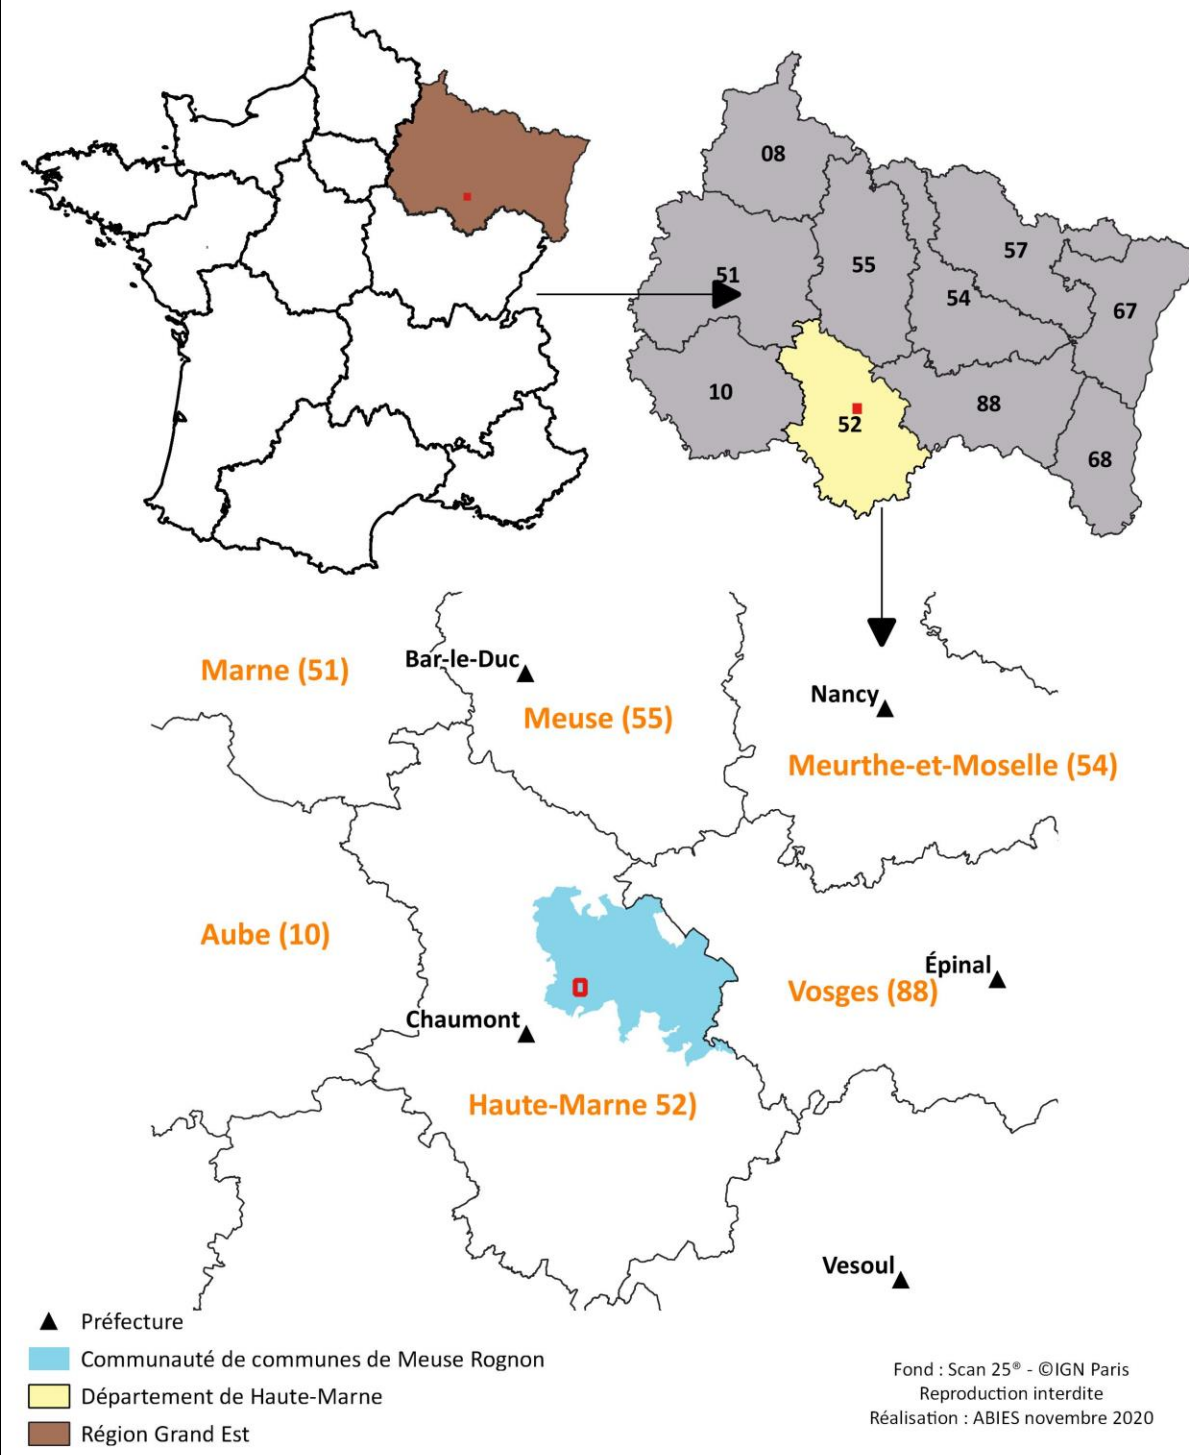 08
51
55
57
54
67
10
52
88
68
Bar-le-Duc
Marne (51)
Nancy
Meuse (55)
Meurthe-et-Moselle (54)
Aube (10)
Épinal
Vosges (88)
Chaumont
Haute-Marne 52)
Vesoul
Préfecture
Communauté de communes de Meuse Rognon
Département de Haute-Marne
Région Grand Est
Fond : Scan 25® - ©IGN Paris
Reproduction interdite
Réalisation : ABIES novembre 2020